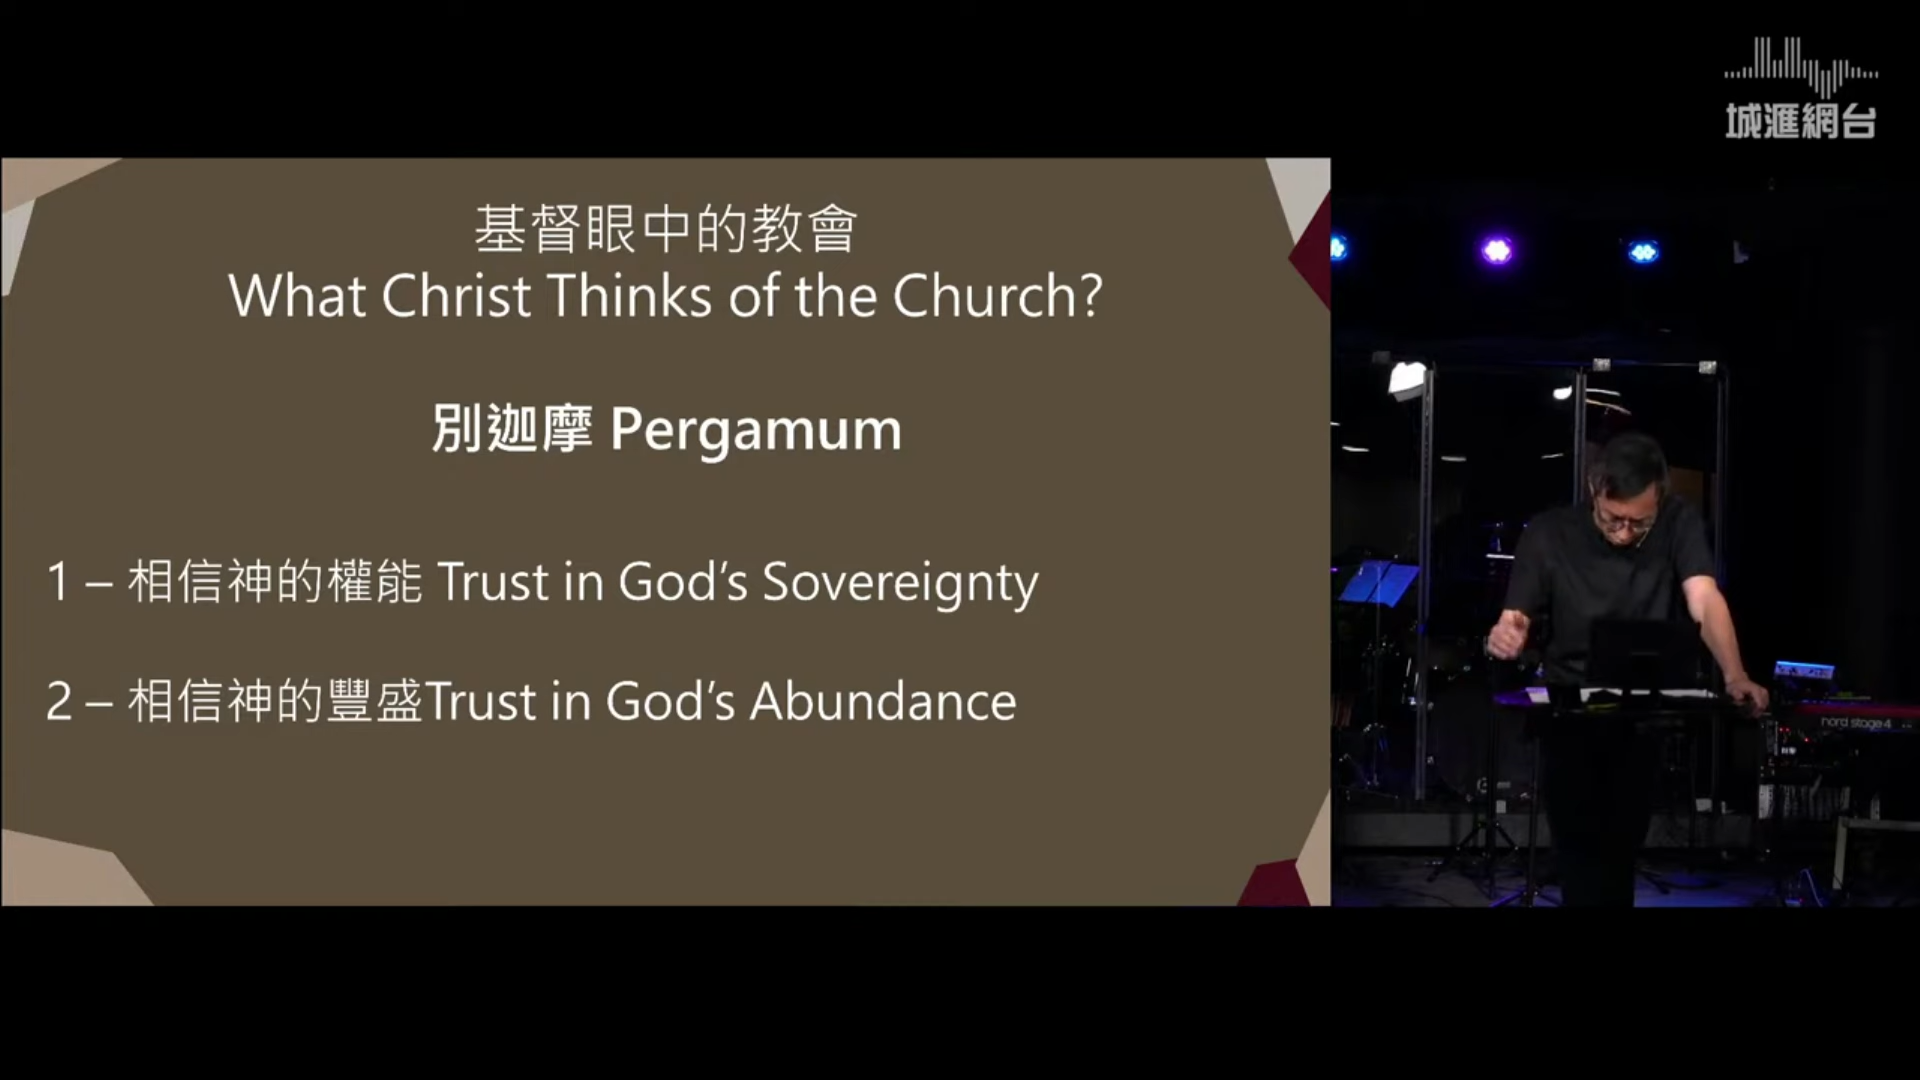 城滙網台
基督眼中的教會
What Christ Thinks of the Church?
別迦摩 Pergamum
1 – 相信神的權能 Trust in God’s Sovereignty
2 – 相信神的豐盛Trust in God’s Abundance
nord stage 4